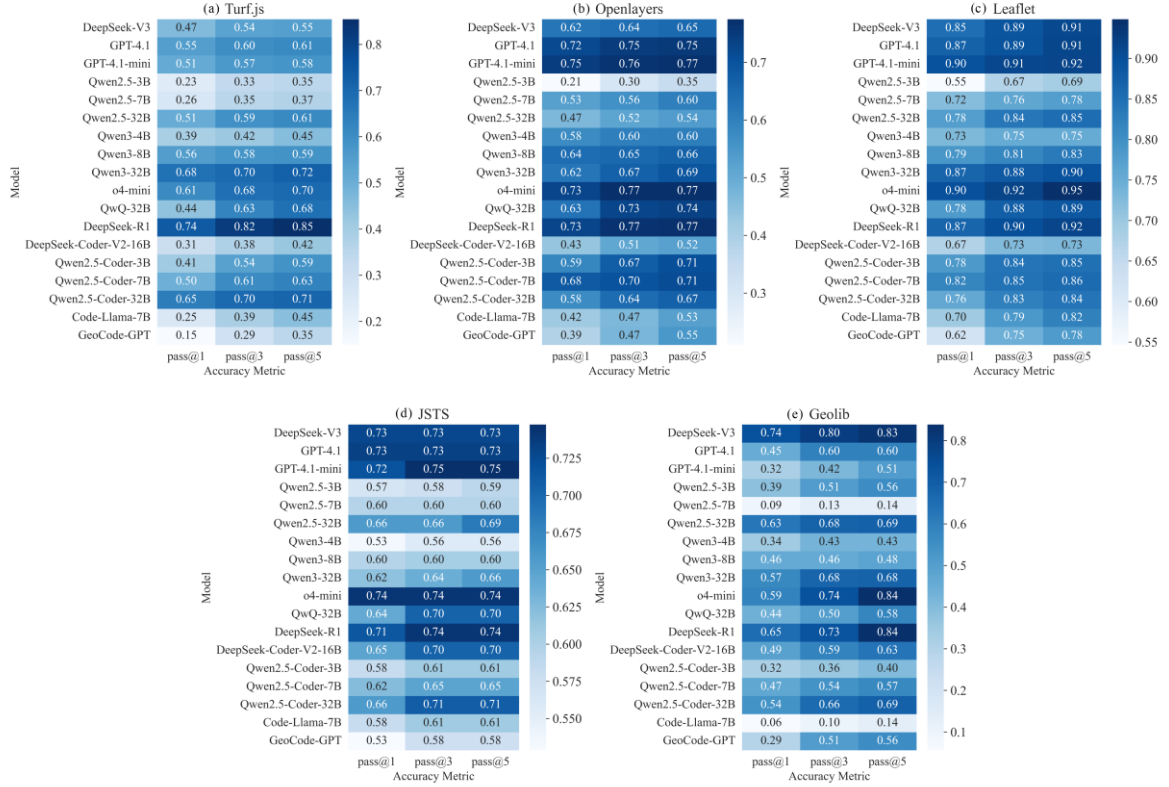 (a) Turf.js
DeepSeek-V3 0.47 0.54 0.55
GPT-4.1 0.55 0.60 0.61
GPT-4.1-mini 0.51 0.57 0.58
Qwen2.5-3B 0.23 0.33 0.35
Qwen2.5-7B 0.26 0.35 0.37
Qwen2.5-32B 0.51 0.59 0.61
Qwen3-4B 0.39 0.42 0.45
Qwen3-8B 0.56 0.58 0.59
Qwen3-32B 0.68 0.70 0.72
o4-mini 0.61 0.68 0.70
QwQ-32B 0.44 0.63 0.68
DeepSeek-R1 0.74 0.82 0.85
DeepSeek-Coder-V2-16B 0.31 0.38 0.42
Qwen2.5-Coder-3B 0.41 0.54 0.59
Qwen2.5-Coder-7B 0.50 0.61 0.63
Qwen2.5-Coder-32B 0.65 0.70 0.71
Code-Llama-7B 0.25 0.39 0.45
GeoCode-GPT 0.15 0.29 0.35
pass@1 pass@3 pass@5
Accuracy Metric
Model
0.8
0.7
0.6
0.5
0.4
0.3
0.2
(b) Openlayers
DeepSeek-V3 0.62 0.64 0.65
GPT-4.1 0.72 0.75 0.75
GPT-4.1-mini 0.75 0.76 0.77
Qwen2.5-3B 0.21 0.30 0.35
Qwen2.5-7B 0.53 0.56 0.60
Qwen2.5-32B 0.47 0.52 0.54
Qwen3-4B 0.58 0.60 0.60
Qwen3-8B 0.64 0.65 0.66
Qwen3-32B 0.62 0.67 0.69
o4-mini 0.73 0.77 0.77
QwQ-32B 0.63 0.73 0.74
DeepSeek-R1 0.73 0.77 0.77
DeepSeek-Coder-V2-16B 0.43 0.51 0.52
Qwen2.5-Coder-3B 0.59 0.67 0.71
Qwen2.5-Coder-7B 0.68 0.70 0.71
Qwen2.5-Coder-32B 0.58 0.64 0.67
Code-Llama-7B 0.42 0.47 0.53
GeoCode-GPT 0.39 0.47 0.55
pass@1 pass@3 pass@5
Accuracy Metric
Model
0.7
0.6
0.5
0.4
0.3
(c) Leaflet
DeepSeek-V3 0.85 0.89 0.91
GPT-4.1 0.87 0.89 0.91
GPT-4.1-mini 0.90 0.91 0.92
Qwen2.5-3B 0.55 0.67 0.69
Qwen2.5-7B 0.72 0.76 0.78
Qwen2.5-32B 0.78 0.84 0.85
Qwen3-4B 0.73 0.75 0.75
Qwen3-8B 0.79 0.81 0.83
Qwen3-32B 0.87 0.88 0.90
o4-mini 0.90 0.92 0.95
QwQ-32B 0.78 0.88 0.89
DeepSeek-R1 0.87 0.90 0.92
DeepSeek-Coder-V2-16B 0.67 0.73 0.73
Qwen2.5-Coder-3B 0.78 0.84 0.85
Qwen2.5-Coder-7B 0.82 0.85 0.86
Qwen2.5-Coder-32B 0.76 0.83 0.84
Code-Llama-7B 0.70 0.79 0.82
GeoCode-GPT 0.62 0.75 0.78
pass@1 pass@3 pass@5
Accuracy Metric
Model
0.90
0.85
0.80
0.75
0.70
0.65
0.60
0.55
(d) JSTS
DeepSeek-V3 0.73 0.73 0.73
GPT-4.1 0.73 0.73 0.73
GPT-4.1-mini 0.72 0.75 0.75
Qwen2.5-3B 0.57 0.58 0.59
Qwen2.5-7B 0.60 0.60 0.60
Qwen2.5-32B 0.66 0.66 0.69
Qwen3-4B 0.53 0.56 0.56
Qwen3-8B 0.60 0.60 0.60
Qwen3-32B 0.62 0.64 0.66
o4-mini 0.74 0.74 0.74
QwQ-32B 0.64 0.70 0.70
DeepSeek-R1 0.71 0.74 0.74
DeepSeek-Coder-V2-16B 0.65 0.70 0.70
Qwen2.5-Coder-3B 0.58 0.61 0.61
Qwen2.5-Coder-7B 0.62 0.65 0.65
Qwen2.5-Coder-32B 0.66 0.71 0.71
Code-Llama-7B 0.58 0.61 0.61
GeoCode-GPT 0.53 0.58 0.58
pass@1 pass@3 pass@5
Accuracy Metric
Model
0.725
0.700
0.675
0.650
0.625
0.600
0.575
0.550
(e) Geolib
DeepSeek-V3 0.74 0.80 0.83
GPT-4.1 0.45 0.60 0.60
GPT-4.1-mini 0.32 0.42 0.51
Qwen2.5-3B 0.39 0.51 0.56
Qwen2.5-7B 0.09 0.13 0.14
Qwen2.5-32B 0.63 0.68 0.69
Qwen3-4B 0.34 0.43 0.43
Qwen3-8B 0.46 0.46 0.48
Qwen3-32B 0.57 0.68 0.68
o4-mini 0.59 0.74 0.84
QwQ-32B 0.44 0.50 0.58
DeepSeek-R1 0.65 0.73 0.84
DeepSeek-Coder-V2-16B 0.49 0.59 0.63
Qwen2.5-Coder-3B 0.32 0.36 0.40
Qwen2.5-Coder-7B 0.47 0.54 0.57
Qwen2.5-Coder-32B 0.54 0.66 0.69
Code-Llama-7B 0.06 0.10 0.14
GeoCode-GPT 0.29 0.51 0.56
pass@1 pass@3 pass@5
Accuracy Metric
Model
0.8
0.7
0.6
0.5
0.4
0.3
0.2
0.1